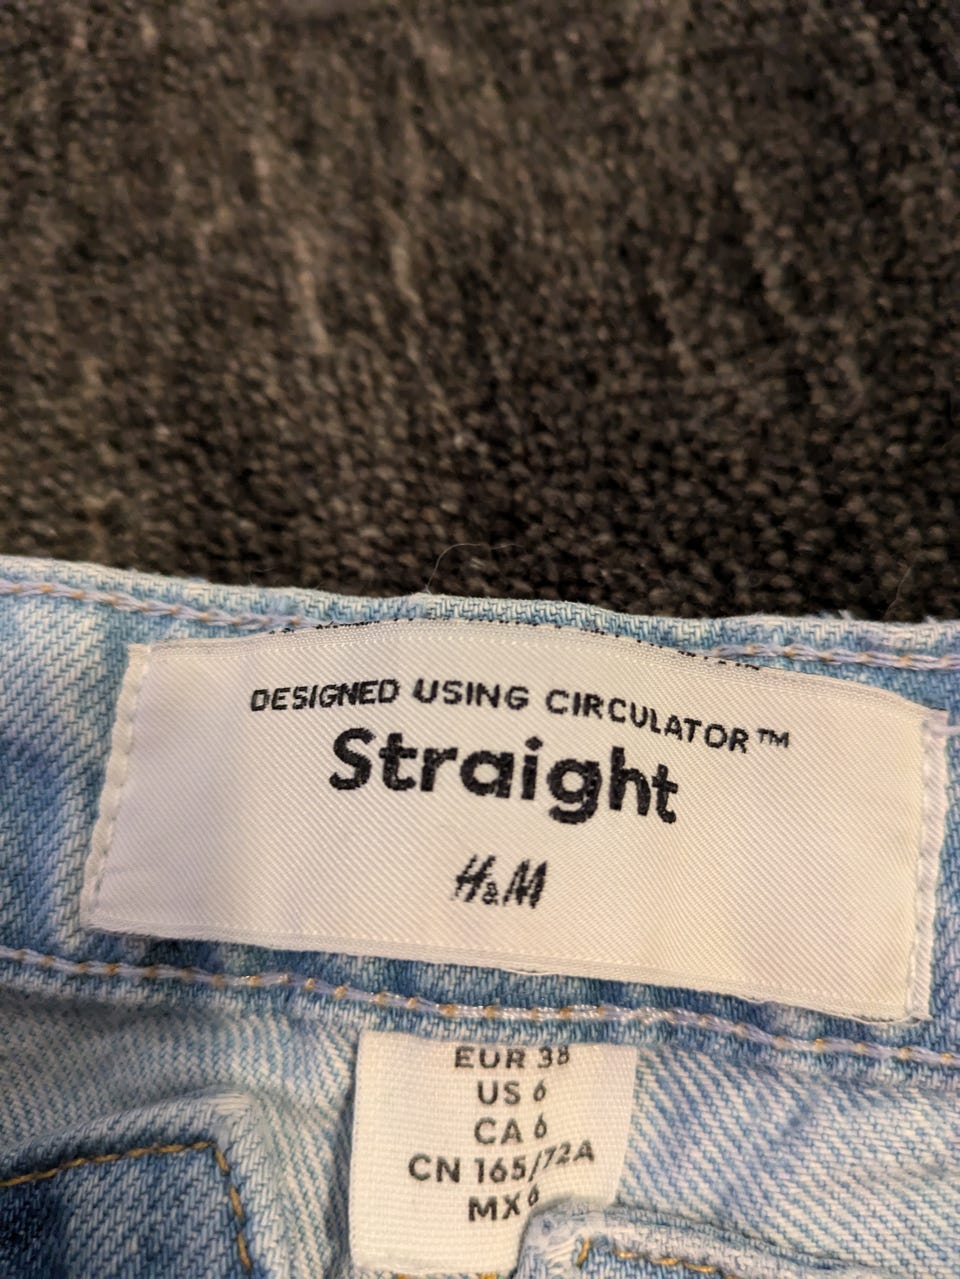 DESIGNED USING CIRCULATOR™
Straight
H&M
EUR 38
US 6
CA 6
CN 165/72A
MX 6